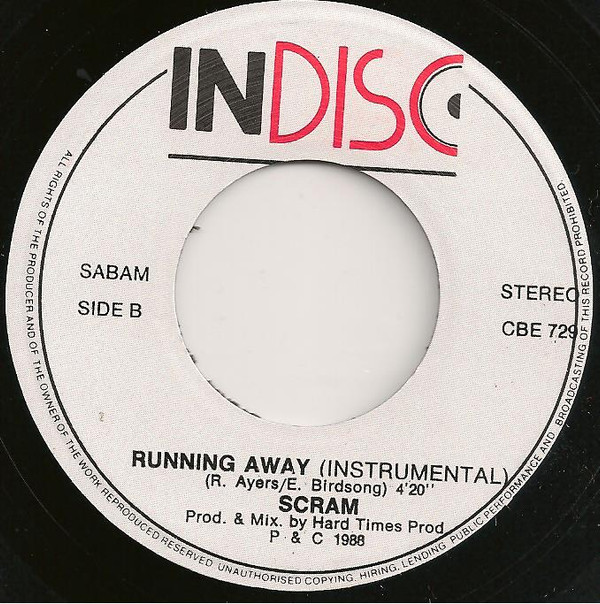 INDISC
SABAM
SIDE B
STEREO
CBE 729
RUNNING AWAY (INSTRUMENTAL)
(R. Ayers/E. Birdsong) 4'20''
SCRAM
Prod. & Mix. by Hard Times Prod
P & C 1988
ALL RIGHTS OF THE PRODUCER AND OF THE OWNER OF THE WORK REPRODUCED RESERVED. UNAUTHORISED COPYING, HIRING, LENDING PUBLIC PERFORMANCE AND BROADCASTING OF THIS RECORD PROHIBITED.